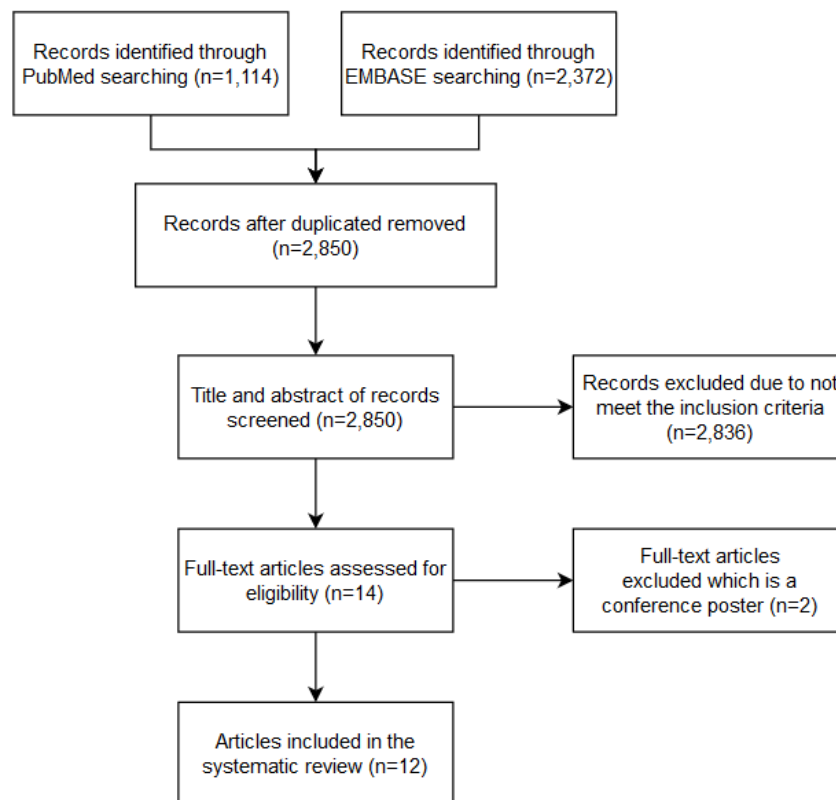 Records identified through
PubMed searching (n=1,114)
Records identified through
EMBASE searching (n=2,372)
Records after duplicated removed
(n=2,850)
Title and abstract of records
screened (n=2,850)
Records excluded due to not
meet the inclusion criteria
(n=2,836)
Full-text articles assessed for
eligibility (n=14)
Full-text articles
excluded which is a
conference poster (n=2)
Articles included in the
systematic review (n=12)